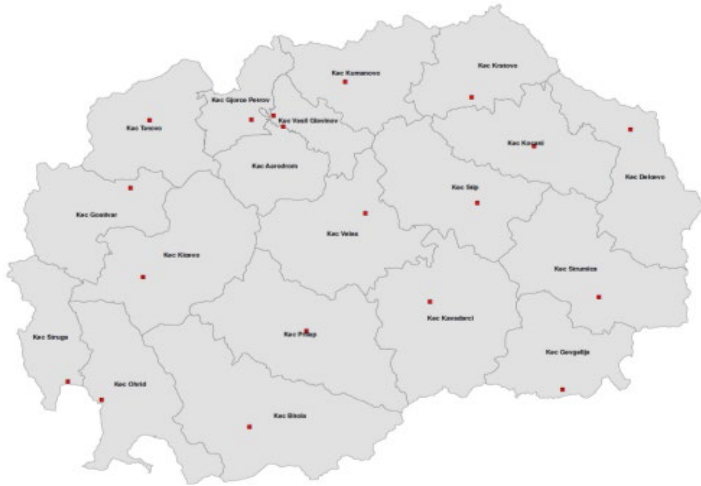 Kec Kumanovo
Kec Kratovo
Kec Gjorce Petrov
Kec Vasil Glavinov
Kec Tetovo
Kec Kocani
Kec Aerodrom
Kec Delcevo
Kec Stip
Kec Gostivar
Kec Veles
Kec Kicevo
Kec Strumica
Kec Kavadarci
Kec Prilep
Kec Struga
Kec Gevgelija
Kec Ohrid
Kec Bitola